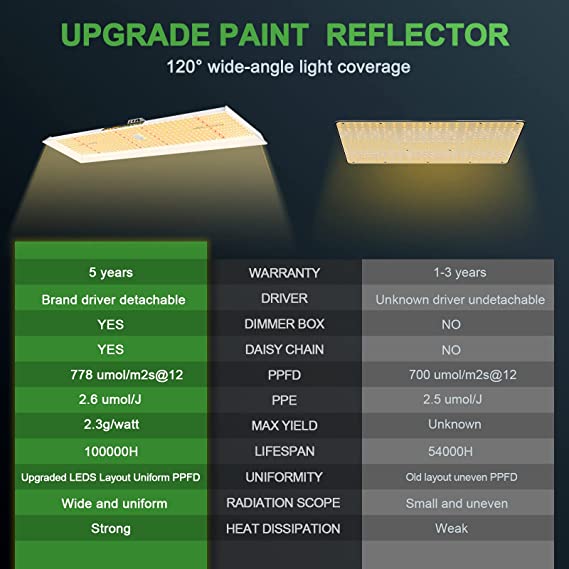 UPGRADE PAINT REFLECTOR
120° wide-angle light coverage
5 years WARRANTY 1-3 years
Brand driver detachable DRIVER Unknown driver undetachable
YES DIMMER BOX NO
YES DAISY CHAIN NO
778 umol/m2s@12 PPFD 700 umol/m2s@12
2.6 umol/J PPE 2.5 umol/J
2.3g/watt MAX YIELD Unknown
100000H LIFESPAN 54000H
Upgraded LEDS Layout Uniform PPFD UNIFORMITY Old layout uneven PPFD
Wide and uniform RADIATION SCOPE Small and uneven
Strong HEAT DISSIPATION Weak